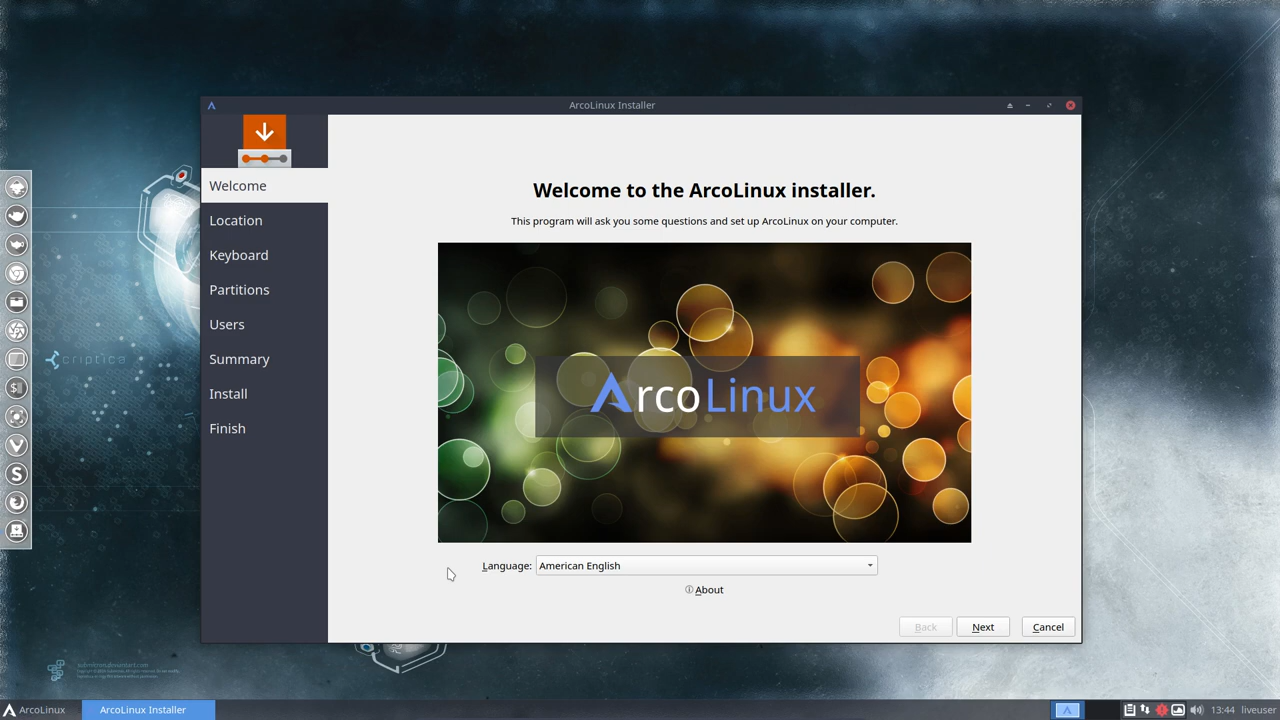 ArcoLinux Installer
Welcome
Location
Keyboard
Partitions
Users
Summary
Install
Finish
Welcome to the ArcoLinux installer.
This program will ask you some questions and set up ArcoLinux on your computer.
ArcoLinux
Language: American English
About
Back Next Cancel
criptica
ArcoLinux ArcoLinux Installer 13:44 liveuser